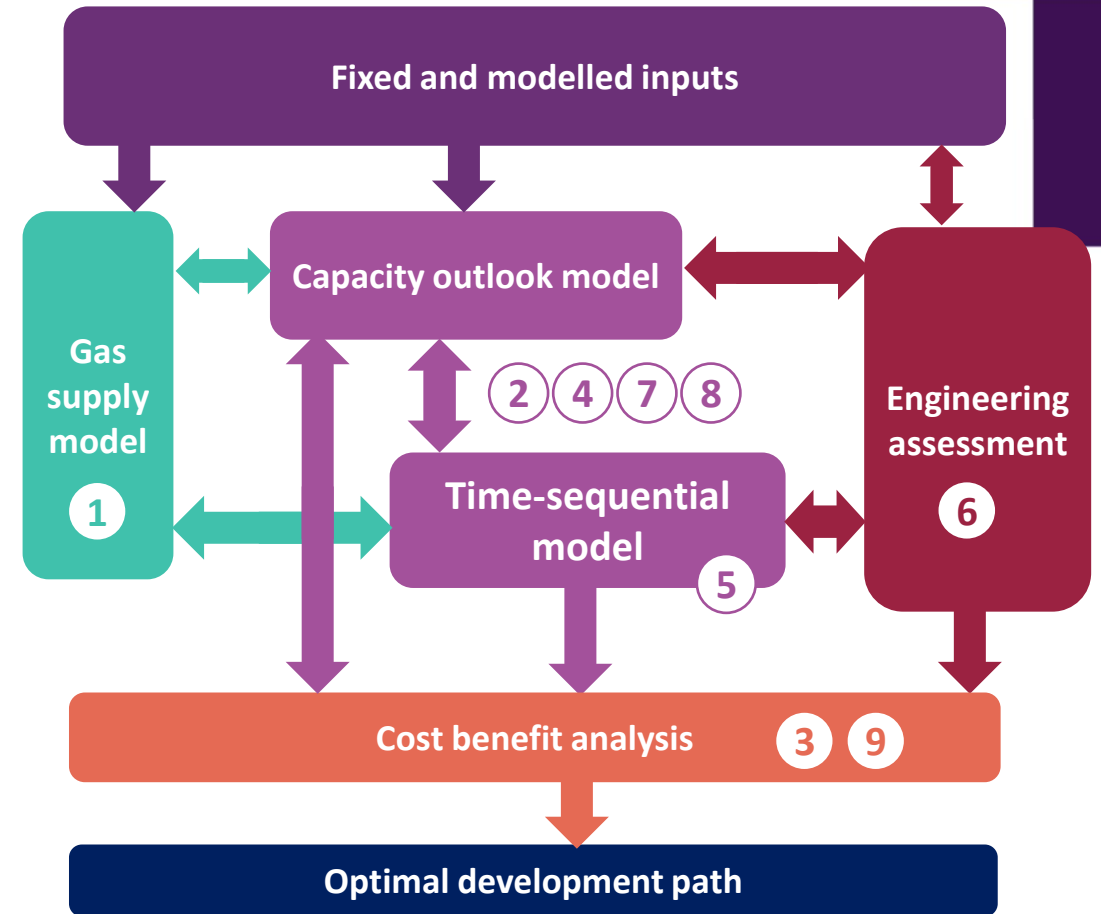 Fixed and modelled inputs
Capacity outlook model
Gas
supply
model
1
2 4 7 8
Engineering
assessment
6
Time-sequential
model
5
Cost benefit analysis 3 9
Optimal development path